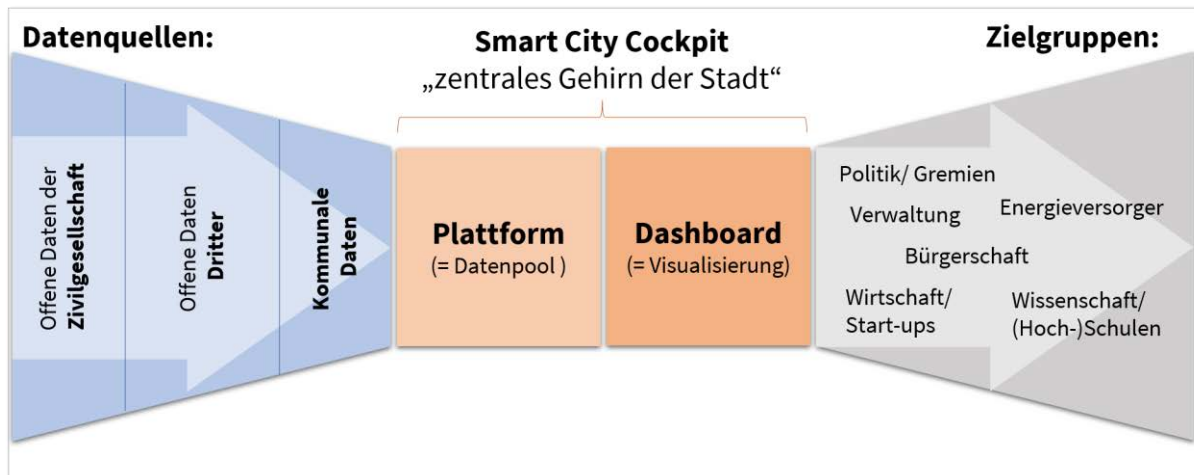 Datenquellen:
Smart City Cockpit
„zentrales Gehirn der Stadt“
Zielgruppen:
Offene Daten der
Zivilgesellschaft
Offene Daten
Dritter
Kommunale
Daten
Plattform
(= Datenpool )
Dashboard
(= Visualisierung)
Politik/ Gremien
Verwaltung
Energieversorger
Bürgerschaft
Wirtschaft/
Start-ups
Wissenschaft/
(Hoch-)Schulen